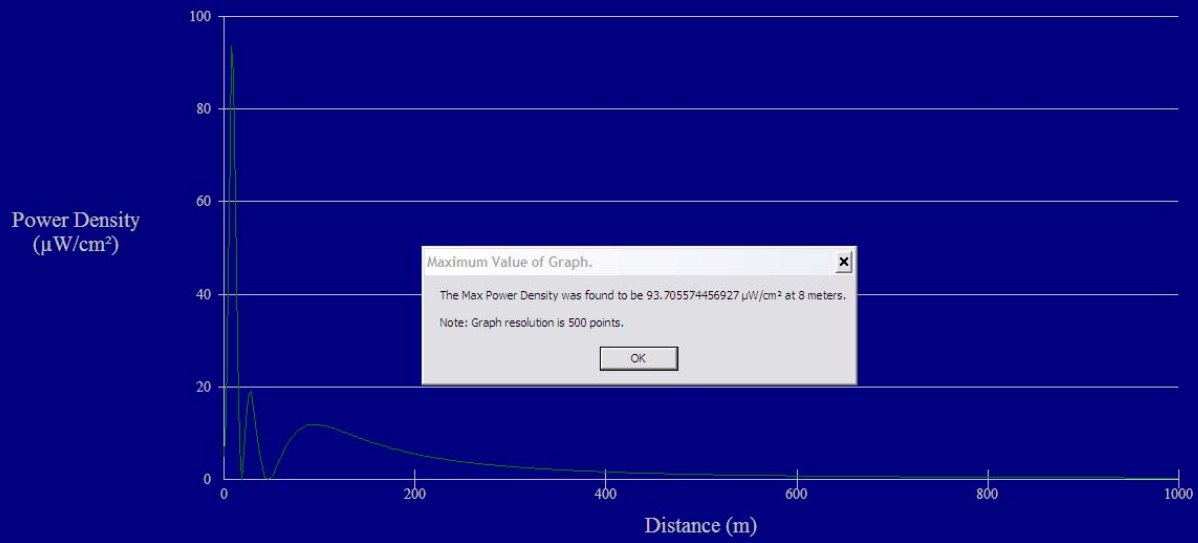 100
80
60
40
20
0
Power Density
(µW/cm²)
Maximum Value of Graph.
The Max Power Density was found to be 93.705574456927 µW/cm² at 8 meters.
Note: Graph resolution is 500 points.
OK
0 200 400 600 800 1000
Distance (m)